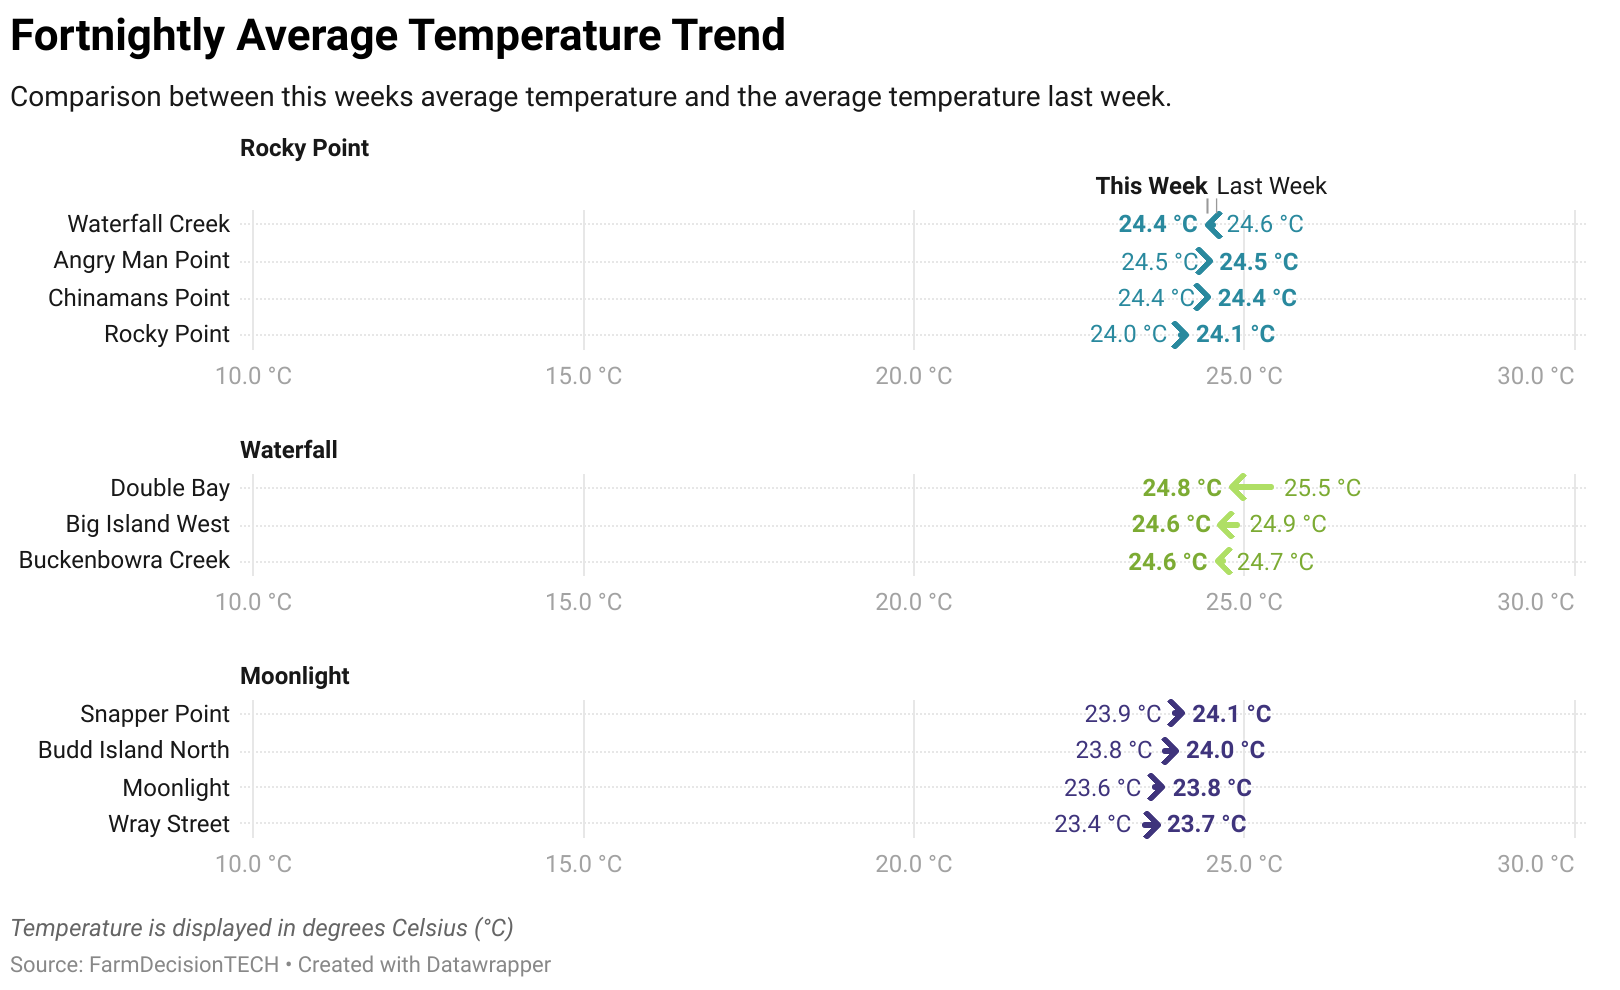 Fortnightly Average Temperature Trend
Comparison between this weeks average temperature and the average temperature last week.
Rocky Point
This Week Last Week
Waterfall Creek 24.4 °C 24.6 °C
Angry Man Point 24.5 °C 24.5 °C
Chinamans Point 24.4 °C 24.4 °C
Rocky Point 24.0 °C 24.1 °C
10.0 °C 15.0 °C 20.0 °C 25.0 °C 30.0 °C
Waterfall
Double Bay 24.8 °C 25.5 °C
Big Island West 24.6 °C 24.9 °C
Buckenbowra Creek 24.6 °C 24.7 °C
10.0 °C 15.0 °C 20.0 °C 25.0 °C 30.0 °C
Moonlight
Snapper Point 23.9 °C 24.1 °C
Budd Island North 23.8 °C 24.0 °C
Moonlight 23.6 °C 23.8 °C
Wray Street 23.4 °C 23.7 °C
10.0 °C 15.0 °C 20.0 °C 25.0 °C 30.0 °C
Temperature is displayed in degrees Celsius (°C)
Source: FarmDecisionTECH • Created with Datawrapper